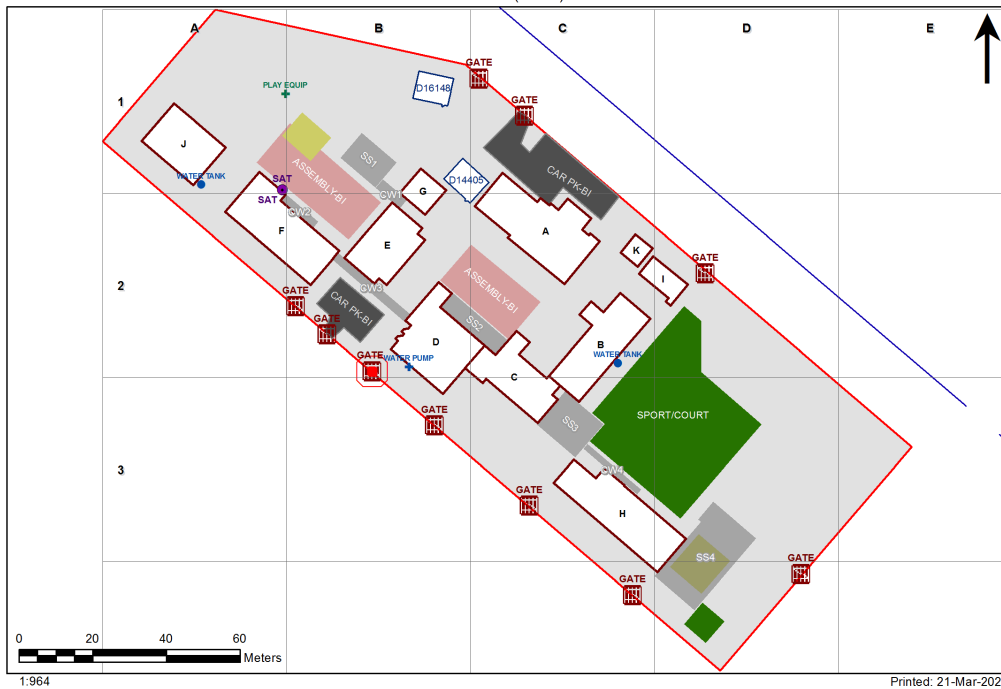 A B C D E
GATE
PLAY EQUIP
D16148
1
GATE
J
SS1
ASSEMBLY-BI
CAR PK-BI
WATER TANK
SAT
D14405
CW1
G
SAT
CW2
F
E
A
K
I
GATE
2
CW3
ASSEMBLY-BI
GATE
CAR PK-BI
GATE
SS2
D
B
GATE
WATER PUMP
WATER TANK
C
GATE
SS3
SPORT/COURT
3
CW4
GATE
H
SS4
GATE
GATE
0 20 40 60
Meters
1:964
Printed: 21-Mar-202